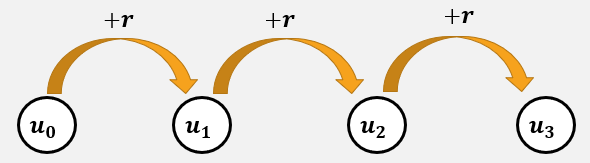 +r +r +r
u₀ u₁ u₂ u₃